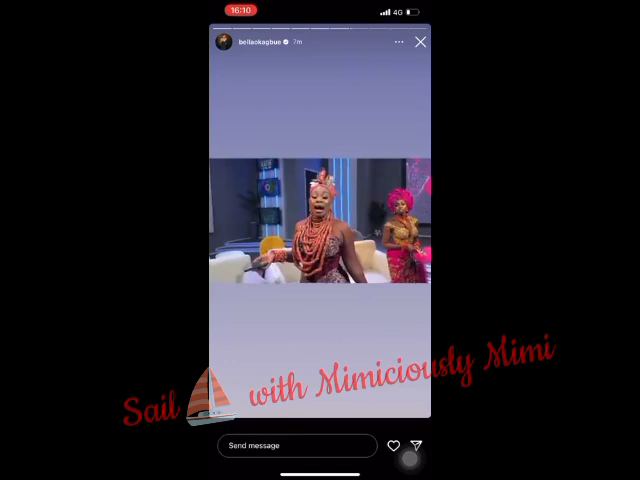 16:10
4G
bellaokagbue 7m
Sail with Mimiciously Mimi
Send message